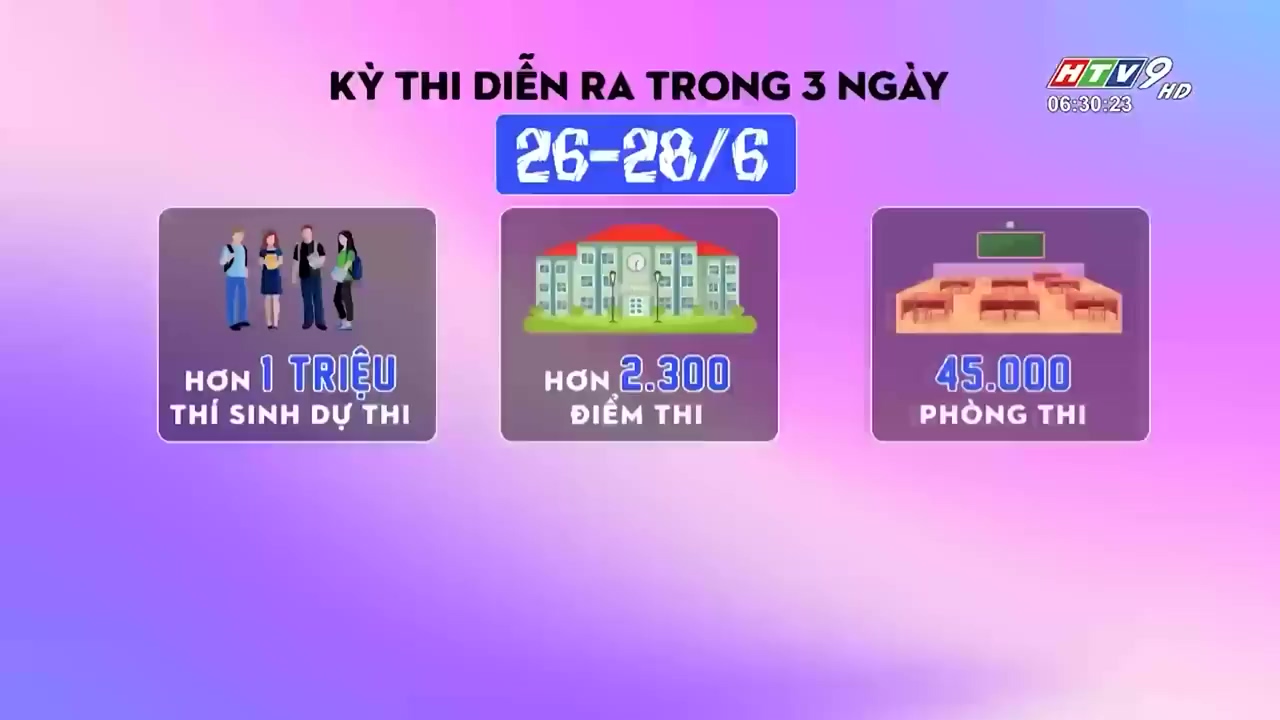 KỲ THI DIỄN RA TRONG 3 NGÀY
HTV9 HD
06:30:23
26-28/6
HƠN 1 TRIỆU
THÍ SINH DỰ THI
HƠN 2.300
ĐIỂM THI
45.000
PHÒNG THI